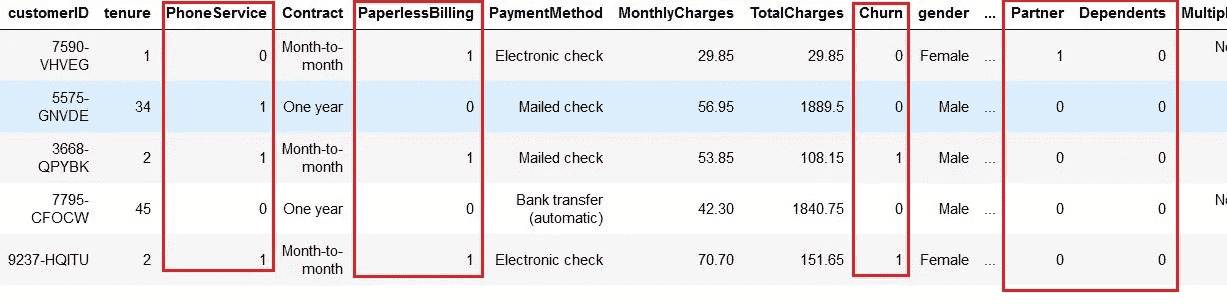 customerID tenure PhoneService Contract PaperlessBilling PaymentMethod MonthlyCharges TotalCharges Churn gender ... Partner Dependents
7590-
VHVEG 1 0 Month-to-
month 1 Electronic check 29.85 29.85 0 Female ... 1 0
5575-
GNVDE 34 1 One year 0 Mailed check 56.95 1889.5 0 Male ... 0 0
3668-
QPYBK 2 1 Month-to-
month 1 Mailed check 53.85 108.15 1 Male ... 0 0
7795-
CFOCW 45 0 One year 0 Bank transfer
(automatic) 42.30 1840.75 0 Male ... 0 0
9237-HQITU 2 1 Month-to-
month 1 Electronic check 70.70 151.65 1 Female ... 0 0